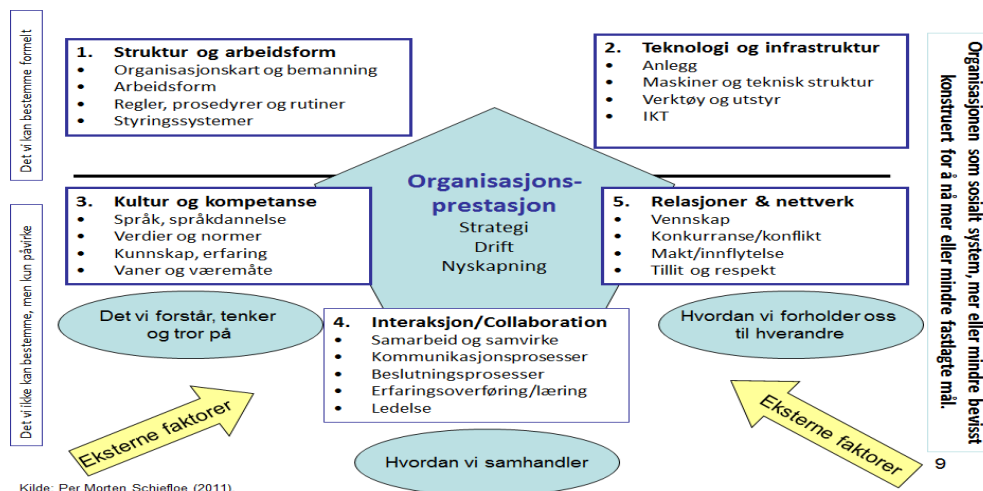 Det vi kan bestemme formelt
1. Struktur og arbeidsform
• Organisasjonskart og bemanning
• Arbeidsform
• Regler, prosedyrer og rutiner
• Styringssystemer
2. Teknologi og infrastruktur
• Anlegg
• Maskiner og teknisk struktur
• Verktøy og utstyr
• IKT
Organisasjonen som sosialt system, mer eller mindre bevisst
konstruert for å nå mer eller mindre fastlagte mål.
Organisasjons-
prestasjon
Strategi
Drift
Nyskapning
Det vi ikke kan bestemme, men kun påvirke
3. Kultur og kompetanse
• Språk, språkdannelse
• Verdier og normer
• Kunnskap, erfaring
• Vaner og væremåte
5. Relasjoner & nettverk
• Vennskap
• Konkurranse/konflikt
• Makt/innflytelse
• Tillit og respekt
Det vi forstår, tenker
og tror på
4. Interaksjon/Collaboration
• Samarbeid og samvirke
• Kommunikasjonsprosesser
• Beslutningsprosesser
• Erfaringsoverføring/læring
• Ledelse
Hvordan vi forholder oss
til hverandre
Eksterne faktorer
Eksterne faktorer
Hvordan vi samhandler
9
Kilde: Per Morten Schiefloe (2011)